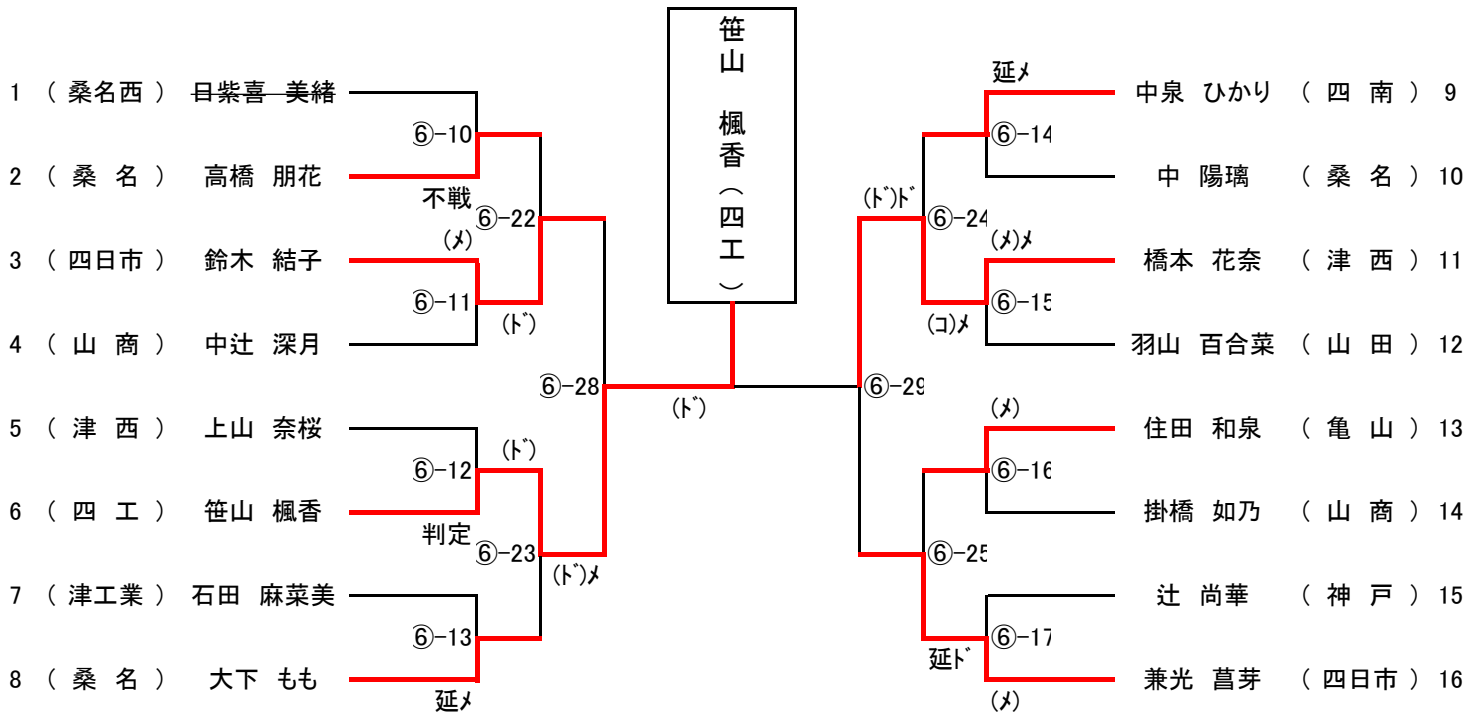 笹山 楓香(四工)
1 ( 桑名西 ) 日紫喜 美緒
⑥-10
2 ( 桑 名 ) 高橋 朋花
不戦
⑥-22
(メ)
3 ( 四日市 ) 鈴木 結子
⑥-11
(ド)
4 ( 山 商 ) 中辻 深月
⑥-28
(ド)
5 ( 津 西 ) 上山 奈桜
(ド)
⑥-12
6 ( 四 工 ) 笹山 楓香
判定
⑥-23
(ド)メ
7 ( 津工業 ) 石田 麻菜美
⑥-13
8 ( 桑 名 ) 大下 もも
延メ
延メ
中泉 ひかり ( 四 南 ) 9
⑥-14
中 陽璃 ( 桑 名 ) 10
(ド)ド
⑥-24
(メ)メ
橋本 花奈 ( 津 西 ) 11
⑥-15
(コ)メ
羽山 百合菜 ( 山 田 ) 12
⑥-29
(メ)
住田 和泉 ( 亀 山 ) 13
⑥-16
掛橋 如乃 ( 山 商 ) 14
⑥-25
辻 尚華 ( 神 戸 ) 15
⑥-17
延ド
兼光 菖芽 ( 四日市 ) 16
(メ)